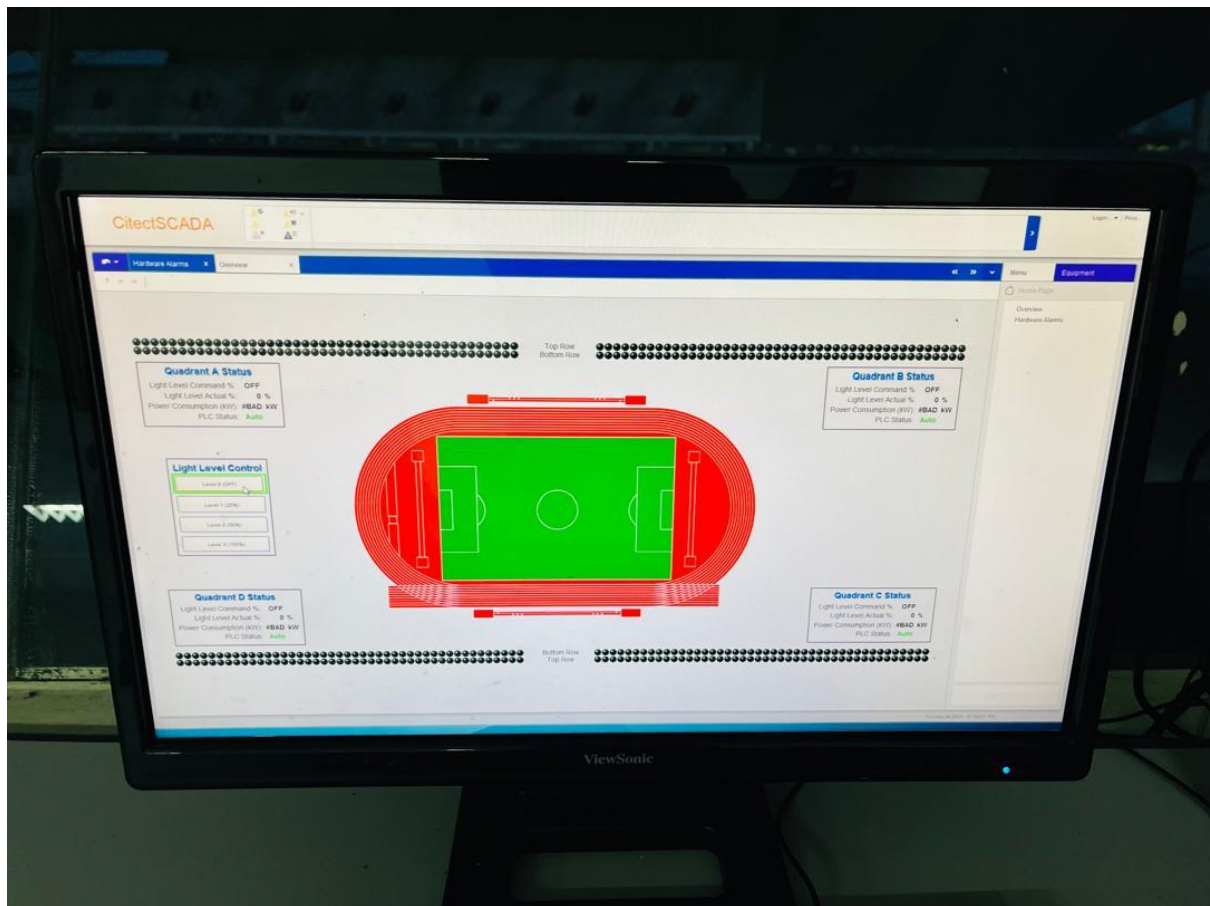 CitectSCADA
Login... Print...
Hardware Alarms x Overview x
Menu Equipment
Home Page
Overview
Hardware Alarms
Top Row
Bottom Row
Quadrant A Status
Light Level Command %: OFF
Light Level Actual %: 0 %
Power Consumption (kW): #BAD kW
PLC Status: Auto
Quadrant B Status
Light Level Command %: OFF
Light Level Actual %: 0 %
Power Consumption (kW): #BAD kW
PLC Status: Auto
Light Level Control
Level 0 (OFF)
Level 1 (25%)
Level 2 (50%)
Level 3 (100%)
Quadrant D Status
Light Level Command %: OFF
Light Level Actual %: 0 %
Power Consumption (kW): #BAD kW
PLC Status: Auto
Quadrant C Status
Light Level Command %: OFF
Light Level Actual %: 0 %
Power Consumption (kW): #BAD kW
PLC Status: Auto
Bottom Row
Top Row
ViewSonic